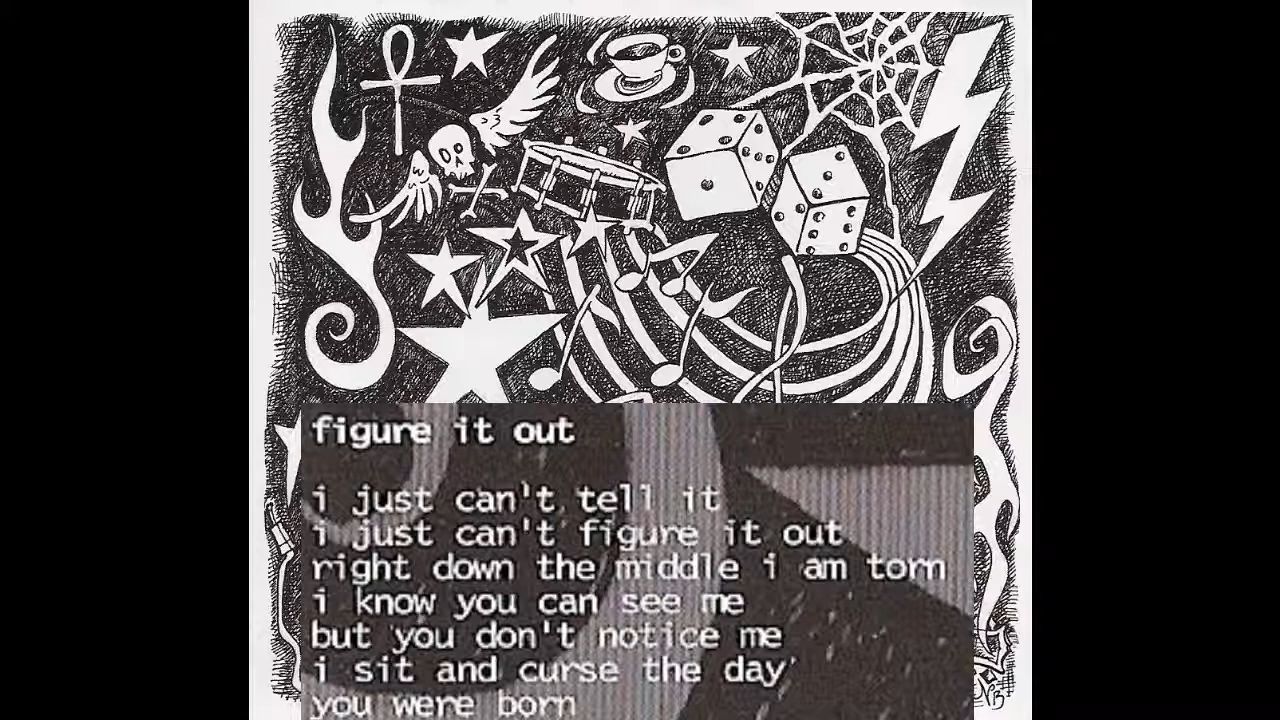 figure it out
i just can't tell it
i just can't figure it out
right down the middle i am torn
i know you can see me
but you don't notice me
i sit and curse the day
you were born